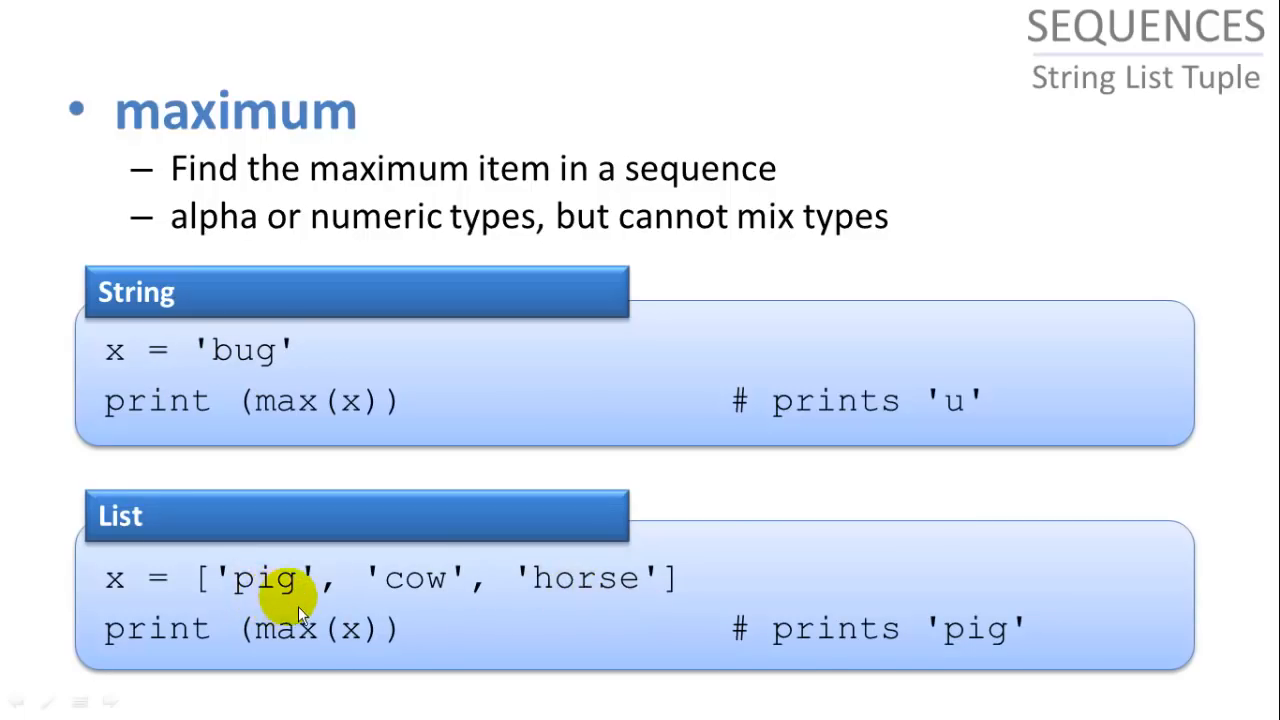 SEQUENCES
String List Tuple
• maximum
– Find the maximum item in a sequence
– alpha or numeric types, but cannot mix types
String
x = 'bug'
print (max(x)) # prints 'u'
List
x = ['pig', 'cow', 'horse']
print (max(x)) # prints 'pig'